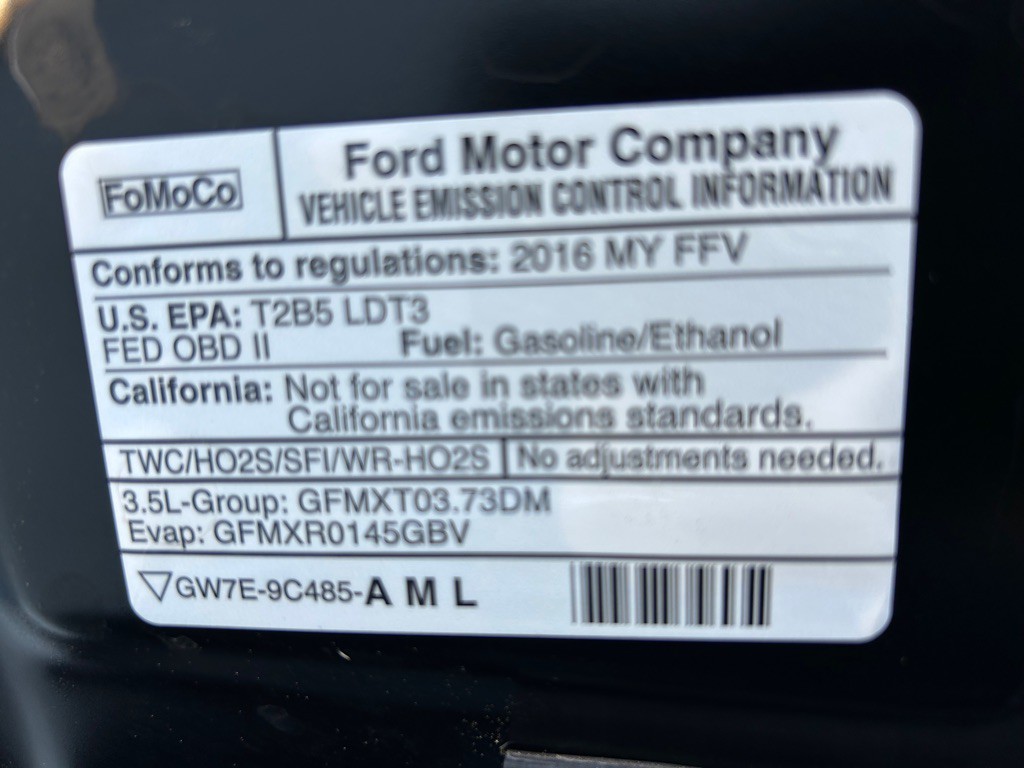 FoMoCo
Ford Motor Company
VEHICLE EMISSION CONTROL INFORMATION
Conforms to regulations: 2016 MY FFV
U.S. EPA: T2B5 LDT3
FED OBD II Fuel: Gasoline/Ethanol
California: Not for sale in states with
California emissions standards.
TWC/HO2S/SFI/WR-HO2S No adjustments needed.
3.5L-Group: GFMXT03.73DM
Evap: GFMXR0145GBV
GW7E-9C485-A M L